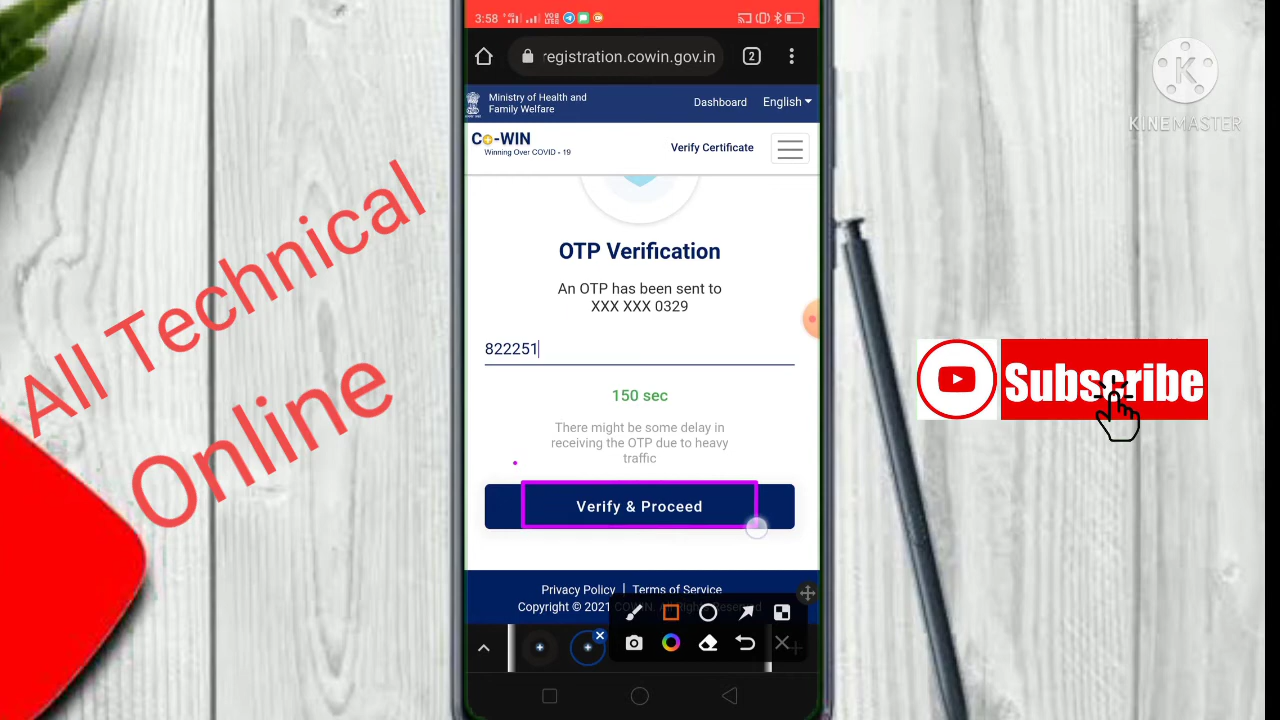 3:58
registration.cowin.gov.in
2
Ministry of Health and
Family Welfare
Dashboard
English
Co-WIN
Winning Over COVID - 19
Verify Certificate
OTP Verification
An OTP has been sent to
XXX XXX 0329
822251
150 sec
There might be some delay in
receiving the OTP due to heavy
traffic
Verify & Proceed
Privacy Policy | Terms of Service
Copyright © 2021
All Technical
Online
K
KINEMASTER
Subscribe